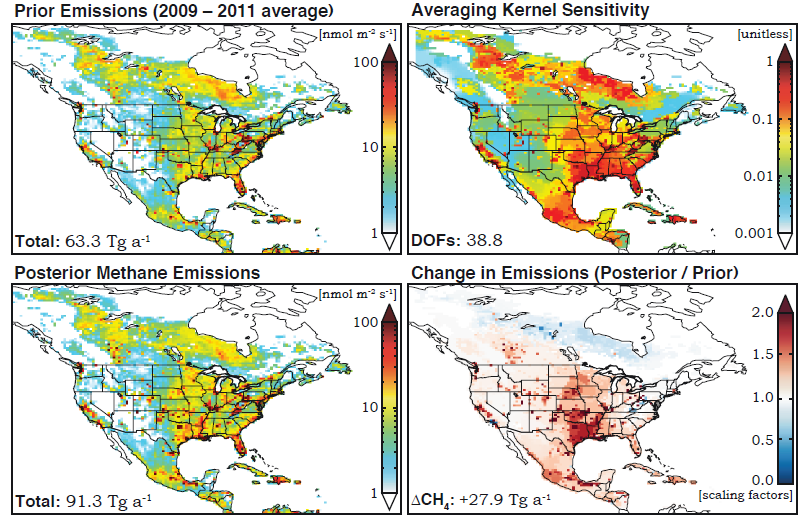 Prior Emissions (2009 – 2011 average)
[nmol m⁻² s⁻¹]
100
10
1
Total: 63.3 Tg a⁻¹
Averaging Kernel Sensitivity
[unitless]
1
0.1
0.01
0.001
DOFs: 38.8
Posterior Methane Emissions
[nmol m⁻² s⁻¹]
100
10
1
Total: 91.3 Tg a⁻¹
Change in Emissions (Posterior / Prior)
2.0
1.5
1.0
0.5
0.0
[scaling factors]
ΔCH₄: +27.9 Tg a⁻¹